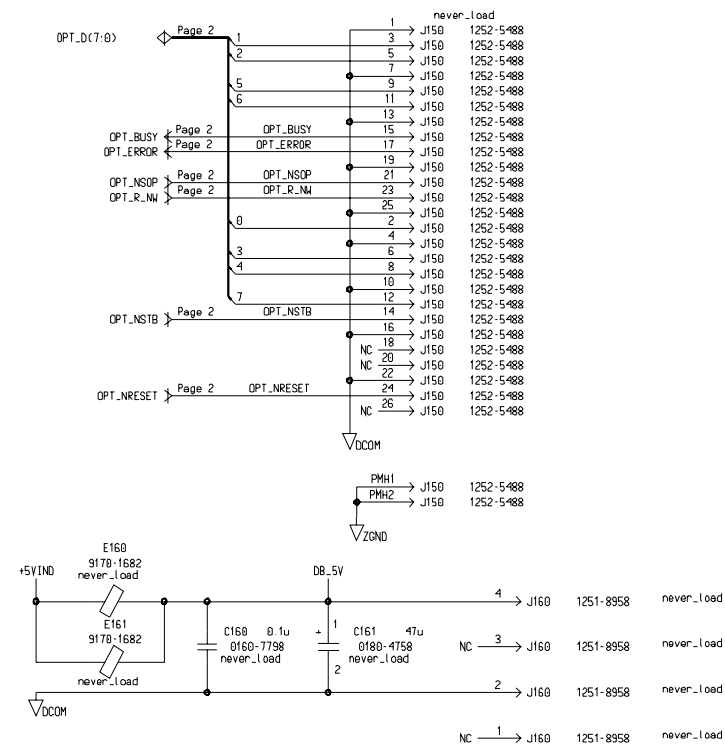 never_load
1 J150 1252-5488
OPT_D(7:0) Page 2 1 3 J150 1252-5488
2 5 J150 1252-5488
7 J150 1252-5488
5 9 J150 1252-5488
6 11 J150 1252-5488
13 J150 1252-5488
OPT_BUSY Page 2 OPT_BUSY 15 J150 1252-5488
OPT_ERROR Page 2 OPT_ERROR 17 J150 1252-5488
19 J150 1252-5488
OPT_NSOP Page 2 OPT_NSOP 21 J150 1252-5488
OPT_R_NW Page 2 OPT_R_NW 23 J150 1252-5488
25 J150 1252-5488
0 2 J150 1252-5488
4 J150 1252-5488
3 6 J150 1252-5488
4 8 J150 1252-5488
10 J150 1252-5488
7 12 J150 1252-5488
OPT_NSTB Page 2 OPT_NSTB 14 J150 1252-5488
16 J150 1252-5488
NC 18 J150 1252-5488
NC 20 J150 1252-5488
22 J150 1252-5488
OPT_NRESET Page 2 OPT_NRESET 24 J150 1252-5488
NC 26 J150 1252-5488
DCOM
PMH1 J150 1252-5488
PMH2 J150 1252-5488
ZGND
E160
9170-1682
+5VIND never_load DB_5V
4 J160 1251-8958 never_load
E161
9170-1682
never_load
C160 0.1u
0160-7798
never_load
+ 1 C161 47u
0180-4758
never_load
2
NC 3 J160 1251-8958 never_load
2 J160 1251-8958 never_load
DCOM
NC 1 J160 1251-8958 never_load